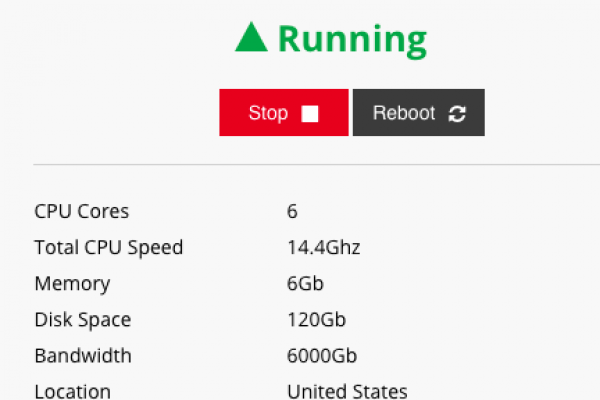 Running
Stop Reboot
CPU Cores 6
Total CPU Speed 14.4Ghz
Memory 6Gb
Disk Space 120Gb
Bandwidth 6000Gb
Location United States